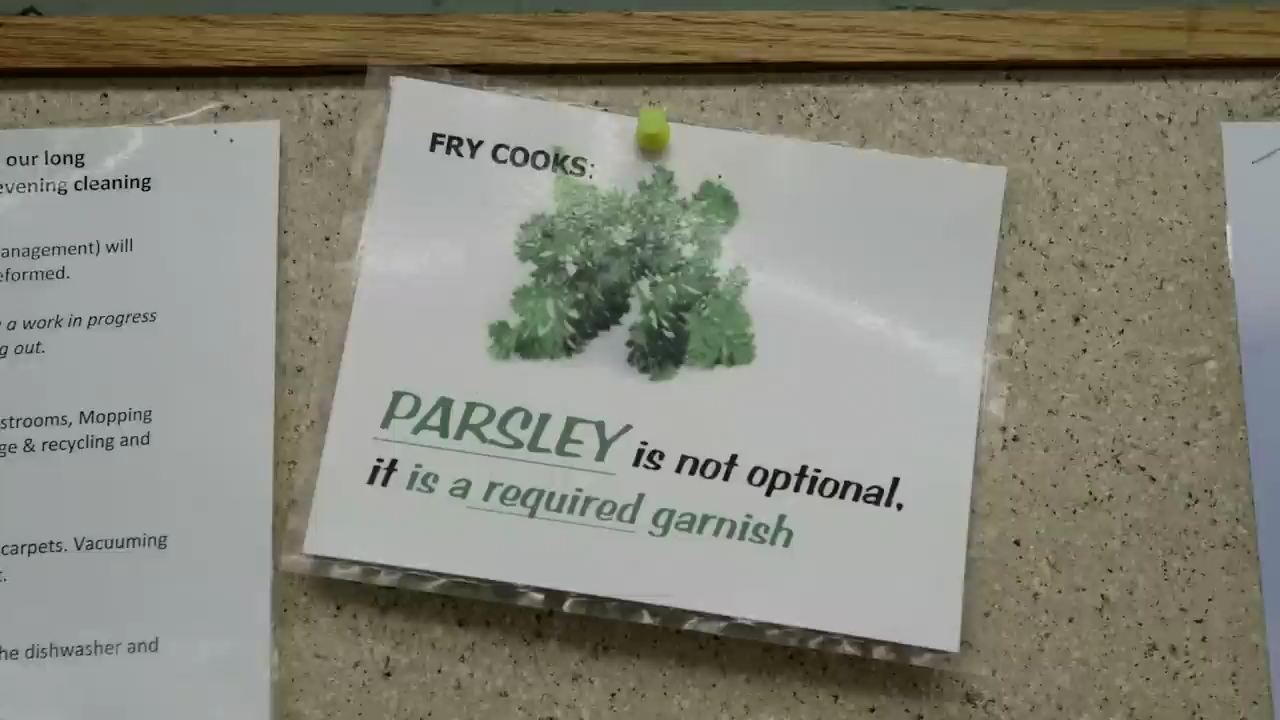 our long
evening cleaning
anagement) will
eformed.
a work in progress
g out.
strooms, Mopping
ge & recycling and
carpets. Vacuuming
he dishwasher and
FRY COOKS:
PARSLEY is not optional,
it is a required garnish